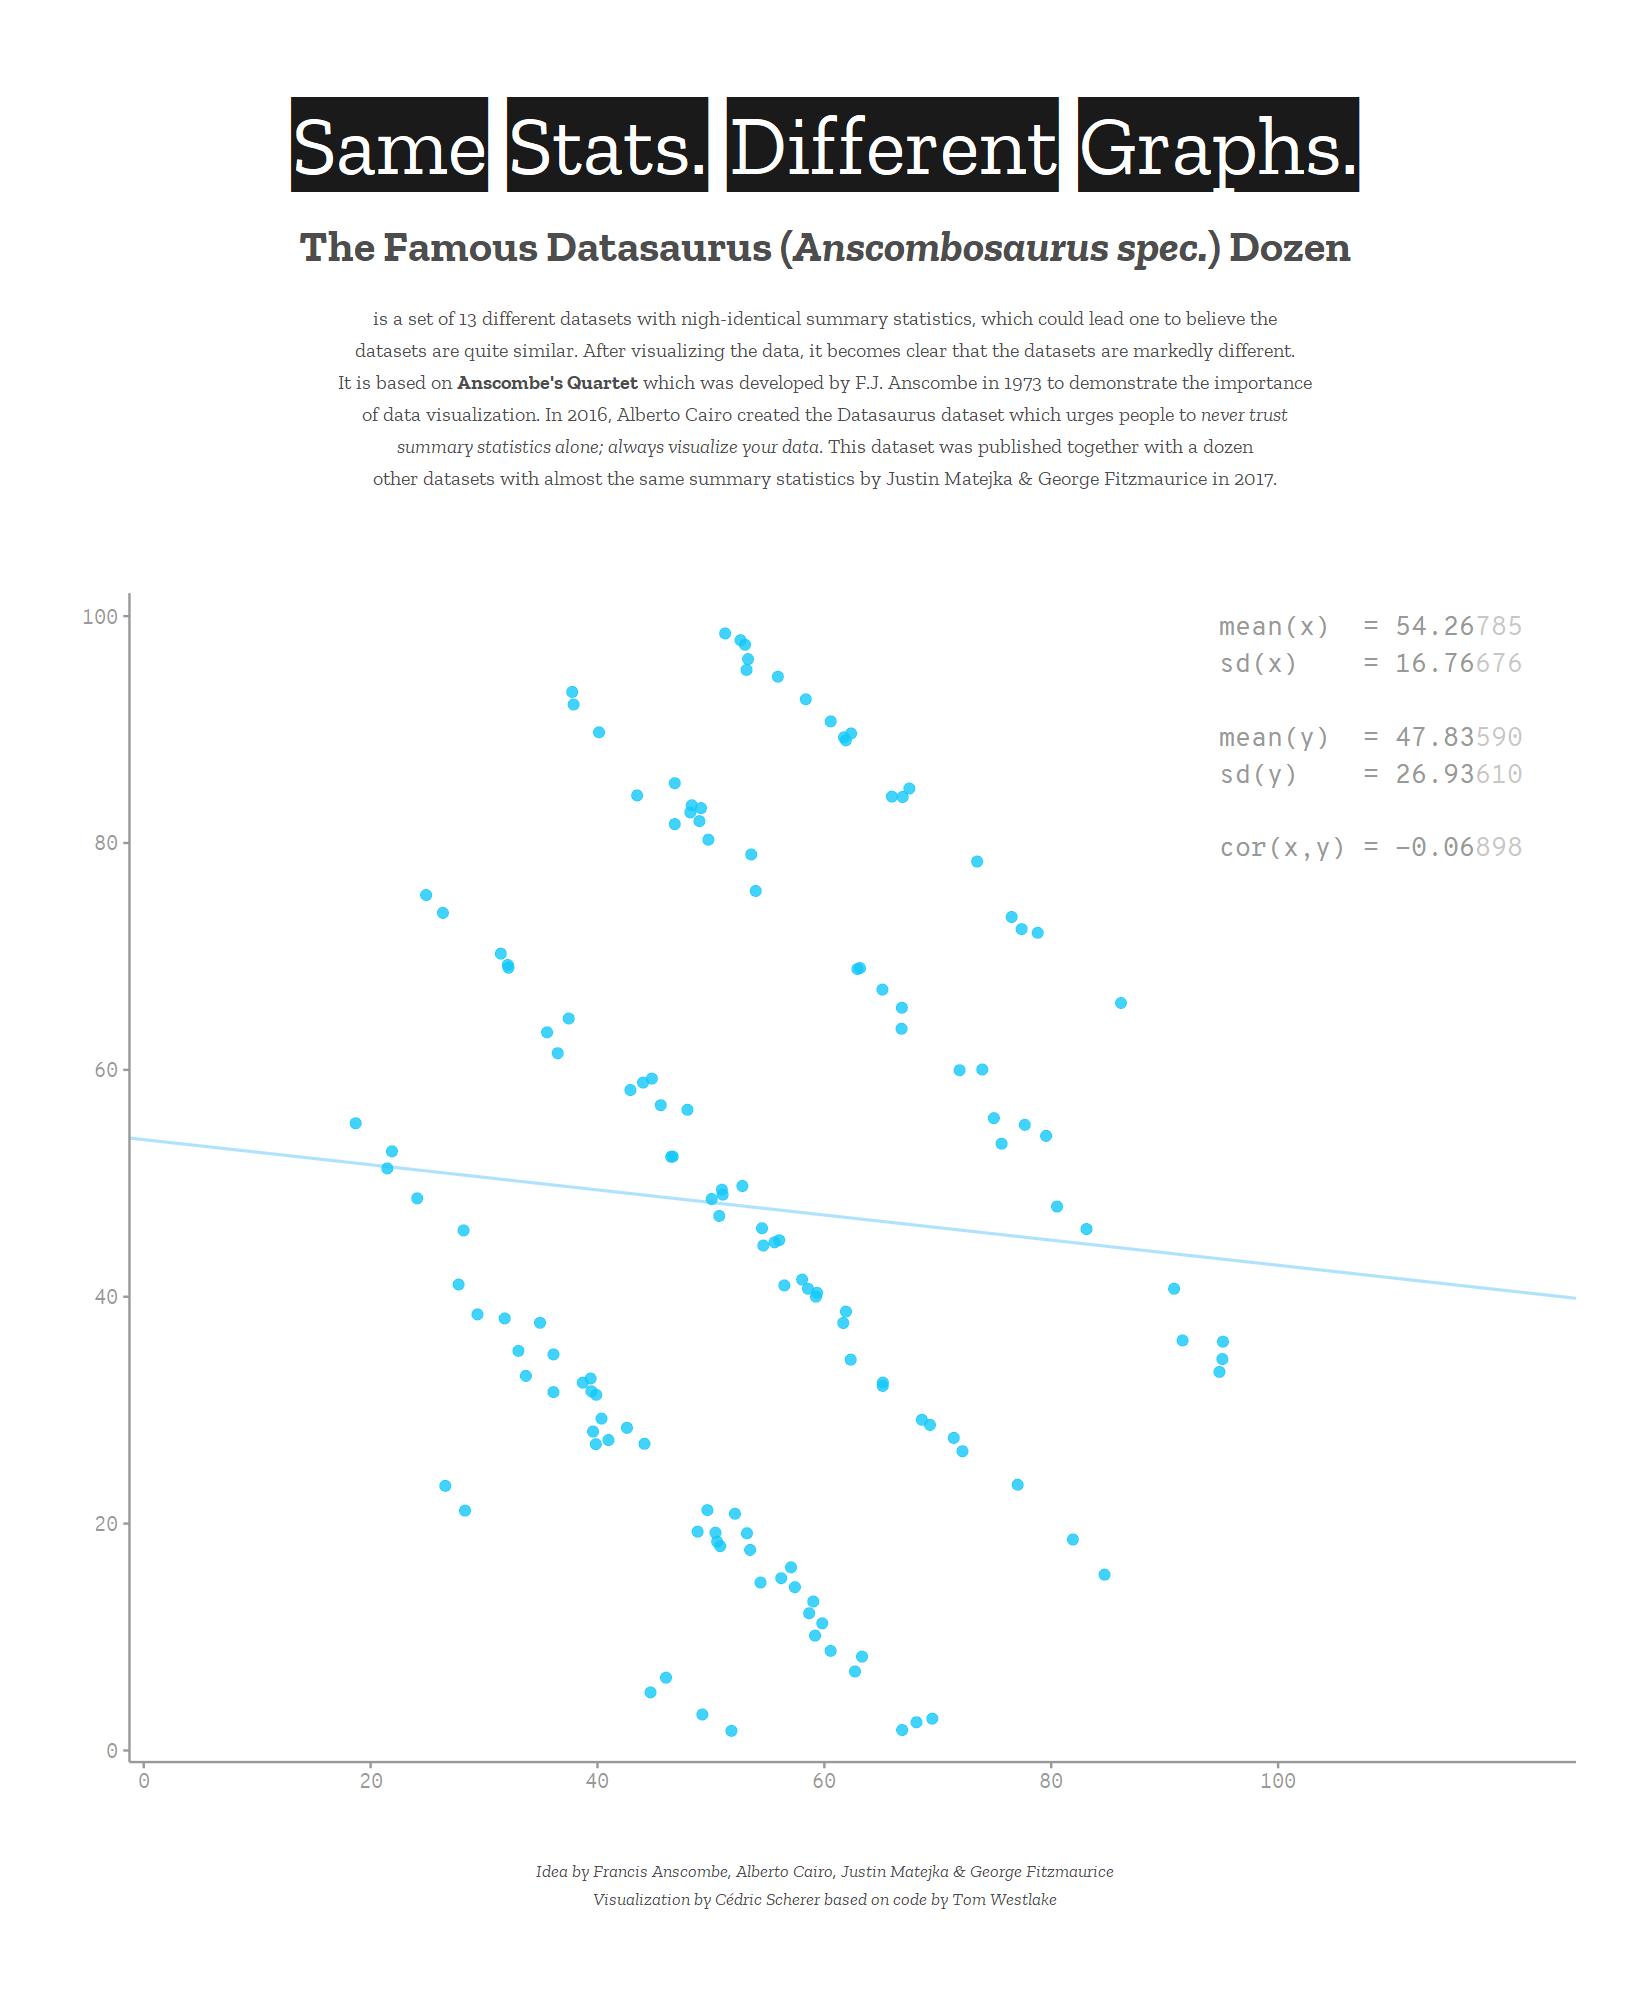 Same Stats. Different Graphs.
The Famous Datasaurus (Anscombosaurus spec.) Dozen
is a set of 13 different datasets with nigh-identical summary statistics, which could lead one to believe the
datasets are quite similar. After visualizing the data, it becomes clear that the datasets are markedly different.
It is based on Anscombe's Quartet which was developed by F.J. Anscombe in 1973 to demonstrate the importance
of data visualization. In 2016, Alberto Cairo created the Datasaurus dataset which urges people to never trust
summary statistics alone; always visualize your data. This dataset was published together with a dozen
other datasets with almost the same summary statistics by Justin Matejka & George Fitzmaurice in 2017.
mean(x) = 54.26785
sd(x) = 16.76676
mean(y) = 47.83590
sd(y) = 26.93610
cor(x,y) = −0.06898
100
80
60
40
20
0
0 20 40 60 80 100
Idea by Francis Anscombe, Alberto Cairo, Justin Matejka & George Fitzmaurice
Visualization by Cédric Scherer based on code by Tom Westlake